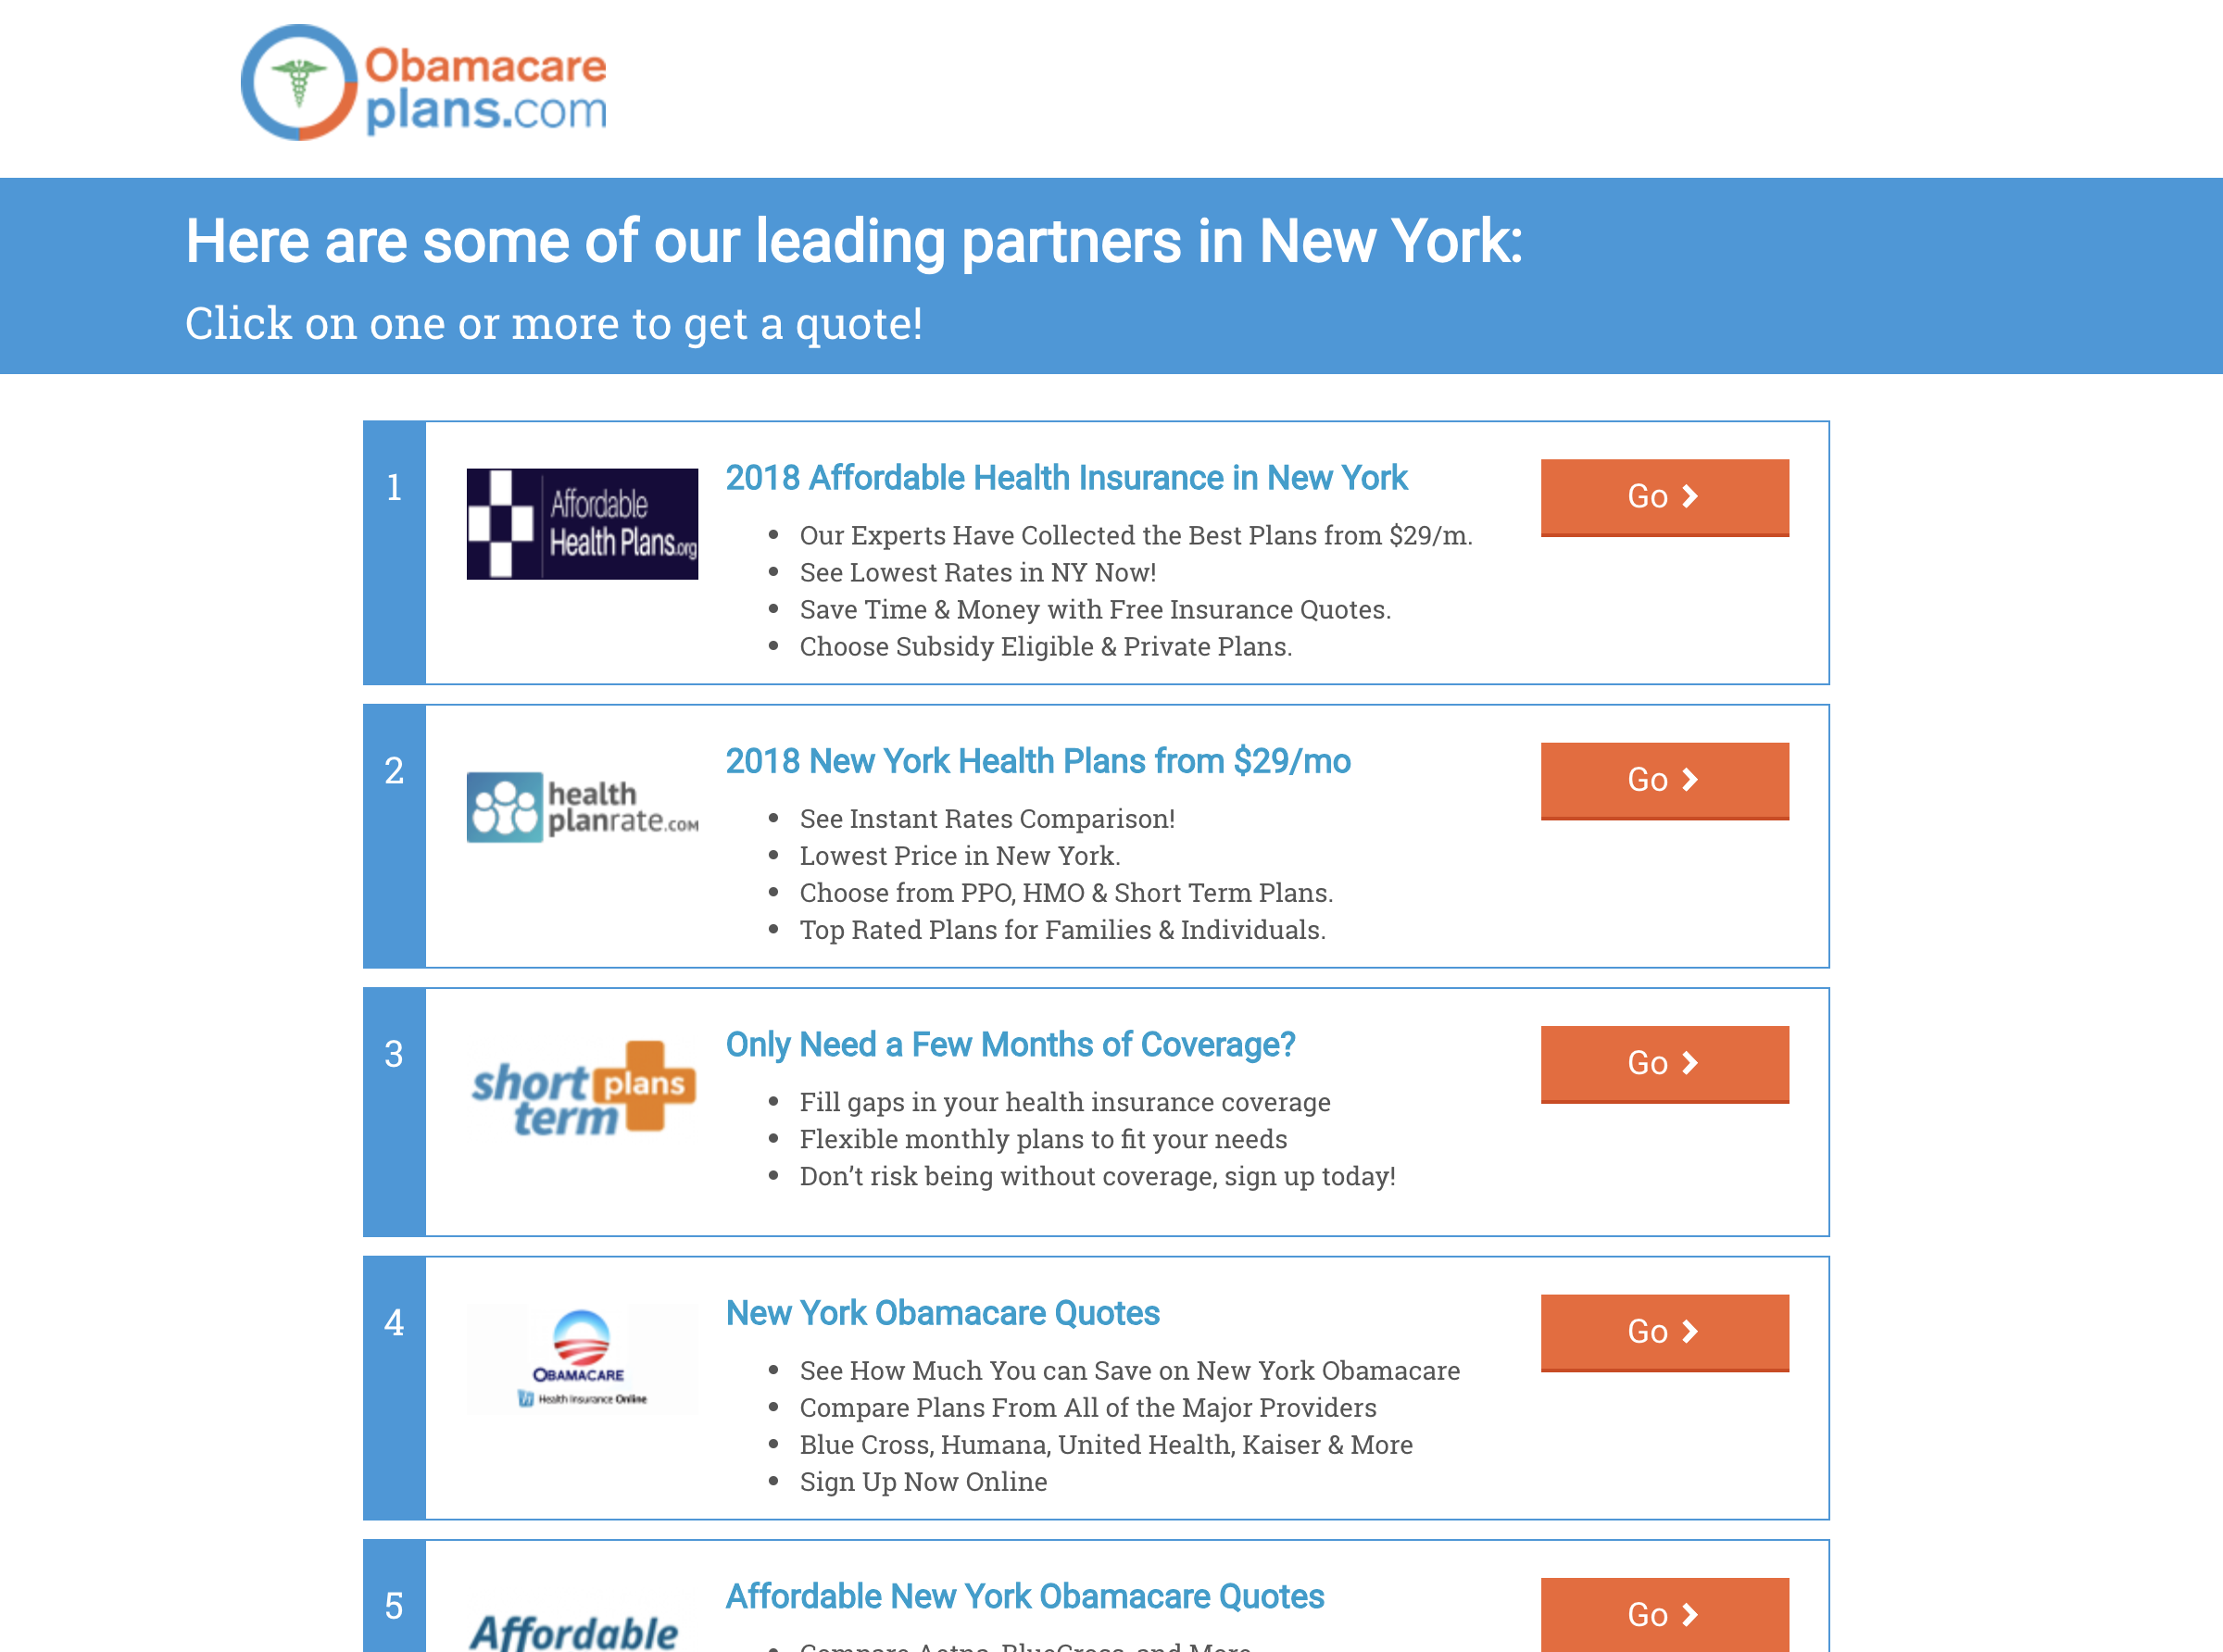 Obamacare
plans.com
Here are some of our leading partners in New York:
Click on one or more to get a quote!
1
Affordable
Health Plans.org
2018 Affordable Health Insurance in New York
Our Experts Have Collected the Best Plans from $29/m.
See Lowest Rates in NY Now!
Save Time & Money with Free Insurance Quotes.
Choose Subsidy Eligible & Private Plans.
Go
2
health
planrate.COM
2018 New York Health Plans from $29/mo
See Instant Rates Comparison!
Lowest Price in New York.
Choose from PPO, HMO & Short Term Plans.
Top Rated Plans for Families & Individuals.
Go
3
short plans
term
Only Need a Few Months of Coverage?
Fill gaps in your health insurance coverage
Flexible monthly plans to fit your needs
Don’t risk being without coverage, sign up today!
Go
4
OBAMACARE
hi Health Insurance Online
New York Obamacare Quotes
See How Much You can Save on New York Obamacare
Compare Plans From All of the Major Providers
Blue Cross, Humana, United Health, Kaiser & More
Sign Up Now Online
Go
5
Affordable
Affordable New York Obamacare Quotes
Compare Aetna, BlueCross, and More
Go